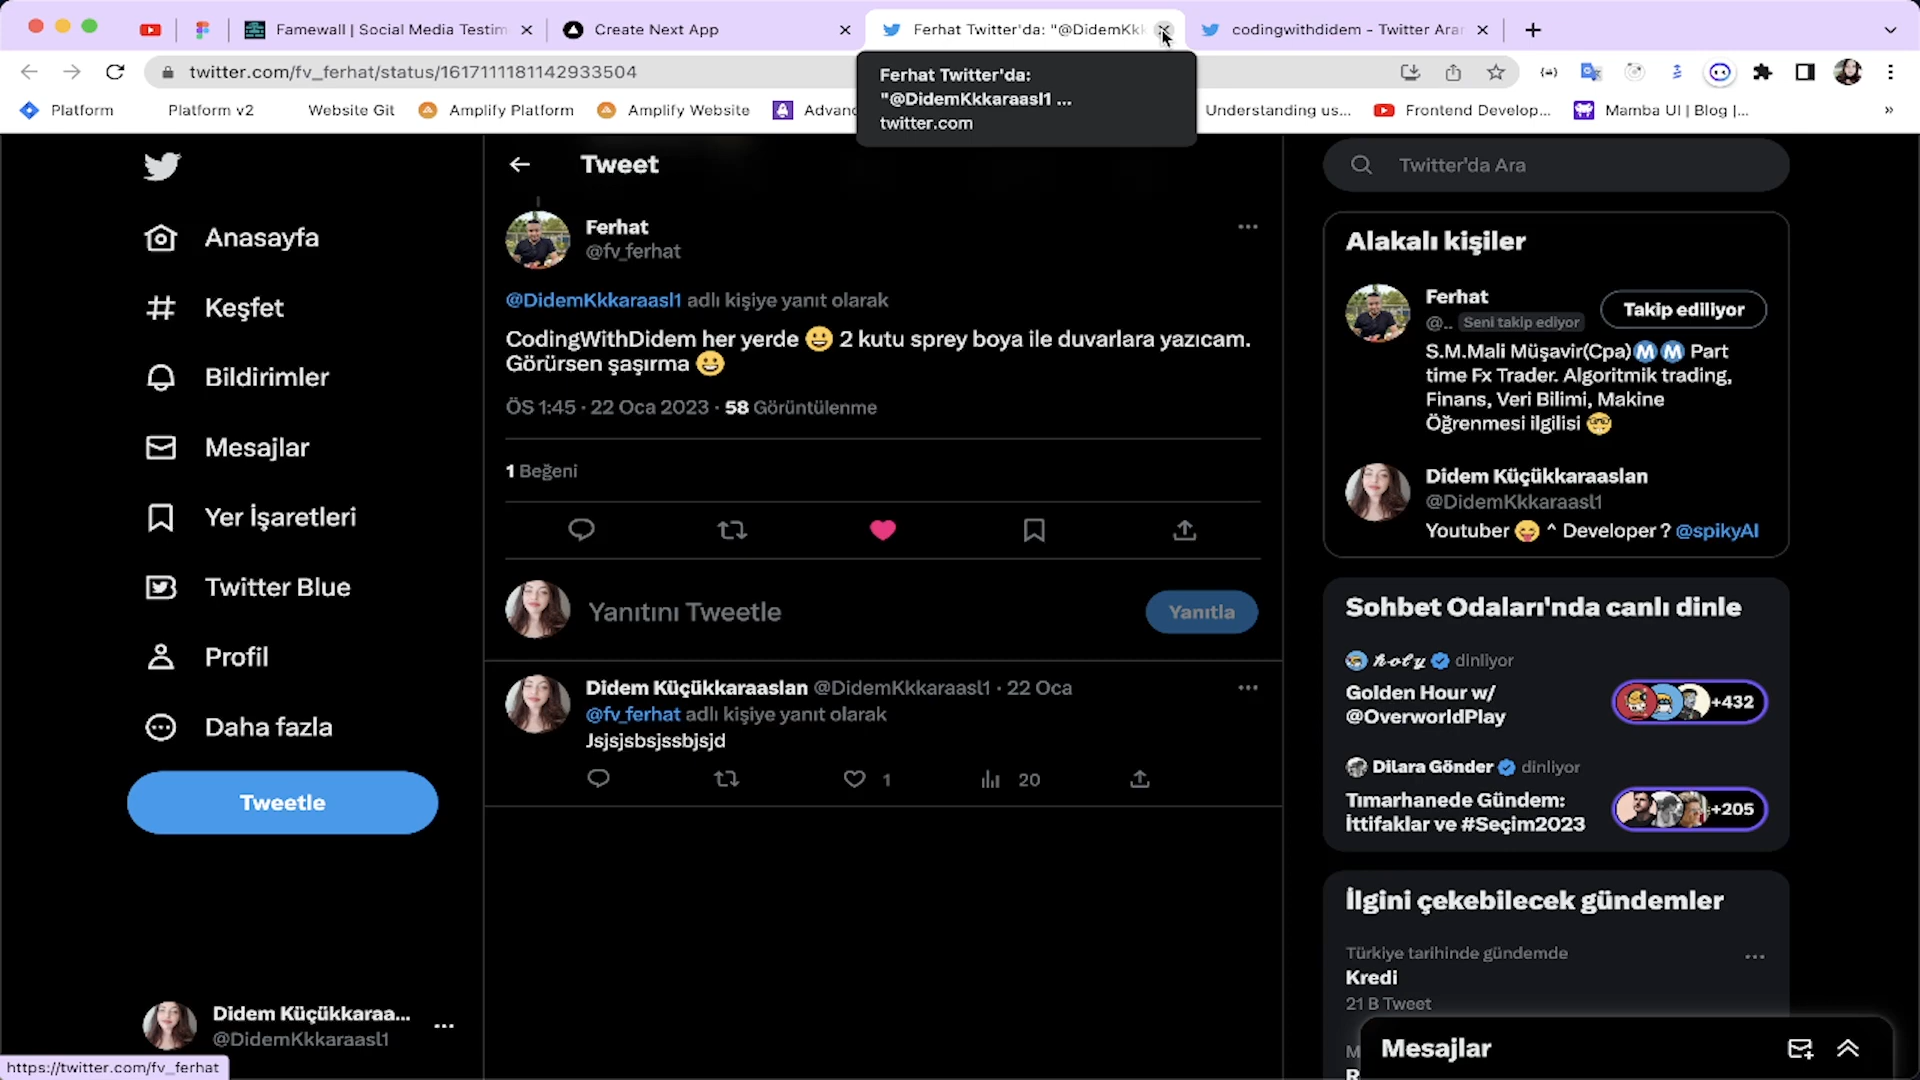 Famewall | Social Media Testim
Create Next App
Ferhat Twitter'da: "@DidemKkk
codingwithdidem - Twitter Arar
twitter.com/fv_ferhat/status/1617111181142933504
Platform
Platform v2
Website Git
Amplify Platform
Amplify Website
Advanc
Understanding us...
Frontend Develop...
Mamba UI | Blog |...
»
Ferhat Twitter'da:
"@DidemKkkaraasl1 ...
twitter.com
Anasayfa
Keşfet
Bildirimler
Mesajlar
Yer İşaretleri
Twitter Blue
Profil
Daha fazla
Tweetle
Didem Küçükkaraa...
@DidemKkkaraasl1
https://twitter.com/fv_ferhat
Tweet
Ferhat
@fv_ferhat
@DidemKkkaraasl1 adlı kişiye yanıt olarak
CodingWithDidem her yerde 😀 2 kutu sprey boya ile duvarlara yazıcam.
Görürsen şaşırma 😀
ÖS 1:45 · 22 Oca 2023 · 58 Görüntülenme
1 Beğeni
Yanıtını Tweetle
Yanıtla
Didem Küçükkaraaslan @DidemKkkaraasl1 · 22 Oca
@fv_ferhat adlı kişiye yanıt olarak
Jsjsjsbsjssbjsjd
1
20
Twitter'da Ara
Alakalı kişiler
Ferhat
Takip ediliyor
@.. Seni takip ediyor
S.M.Mali Müşavir(Cpa)Ⓜ️Ⓜ️ Part
time Fx Trader. Algoritmik trading,
Finans, Veri Bilimi, Makine
Öğrenmesi ilgilisi 🤓
Didem Küçükkaraaslan
@DidemKkkaraasl1
Youtuber 😋 ^ Developer ? @spikyAI
Sohbet Odaları'nda canlı dinle
holy dinliyor
Golden Hour w/
@OverworldPlay
+432
Dilara Gönder dinliyor
Tımarhanede Gündem:
İttifaklar ve #Seçim2023
+205
İlgini çekebilecek gündemler
Türkiye tarihinde gündemde
Kredi
21 B Tweet
Mesajlar